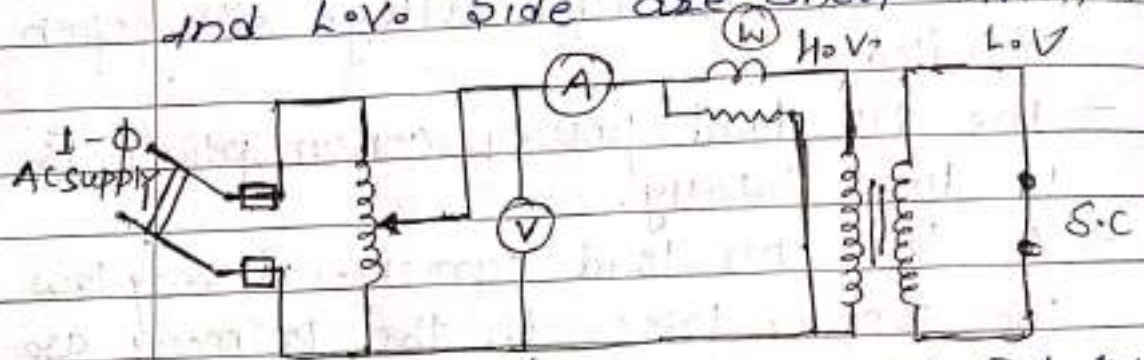 and L.V. side are
W
H.V. L.V
A
1-Φ
AC supply
V
S.C